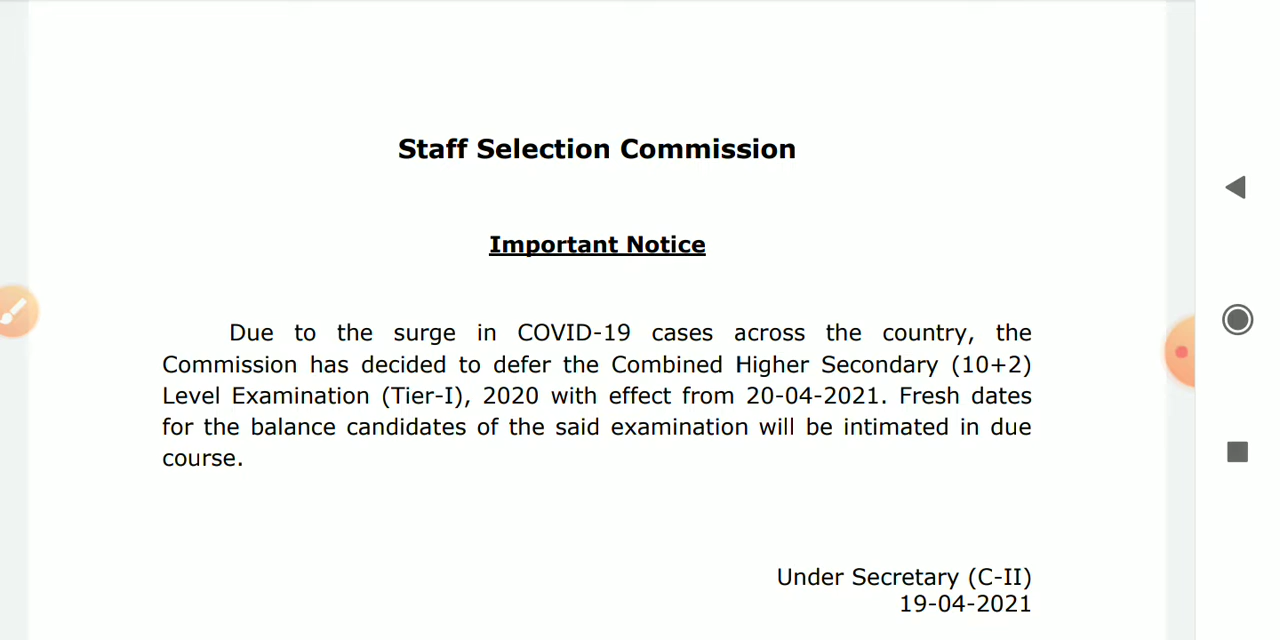 Staff Selection Commission
Important Notice
Due to the surge in COVID-19 cases across the country, the
Commission has decided to defer the Combined Higher Secondary (10+2)
Level Examination (Tier-I), 2020 with effect from 20-04-2021. Fresh dates
for the balance candidates of the said examination will be intimated in due
course.
Under Secretary (C-II)
19-04-2021